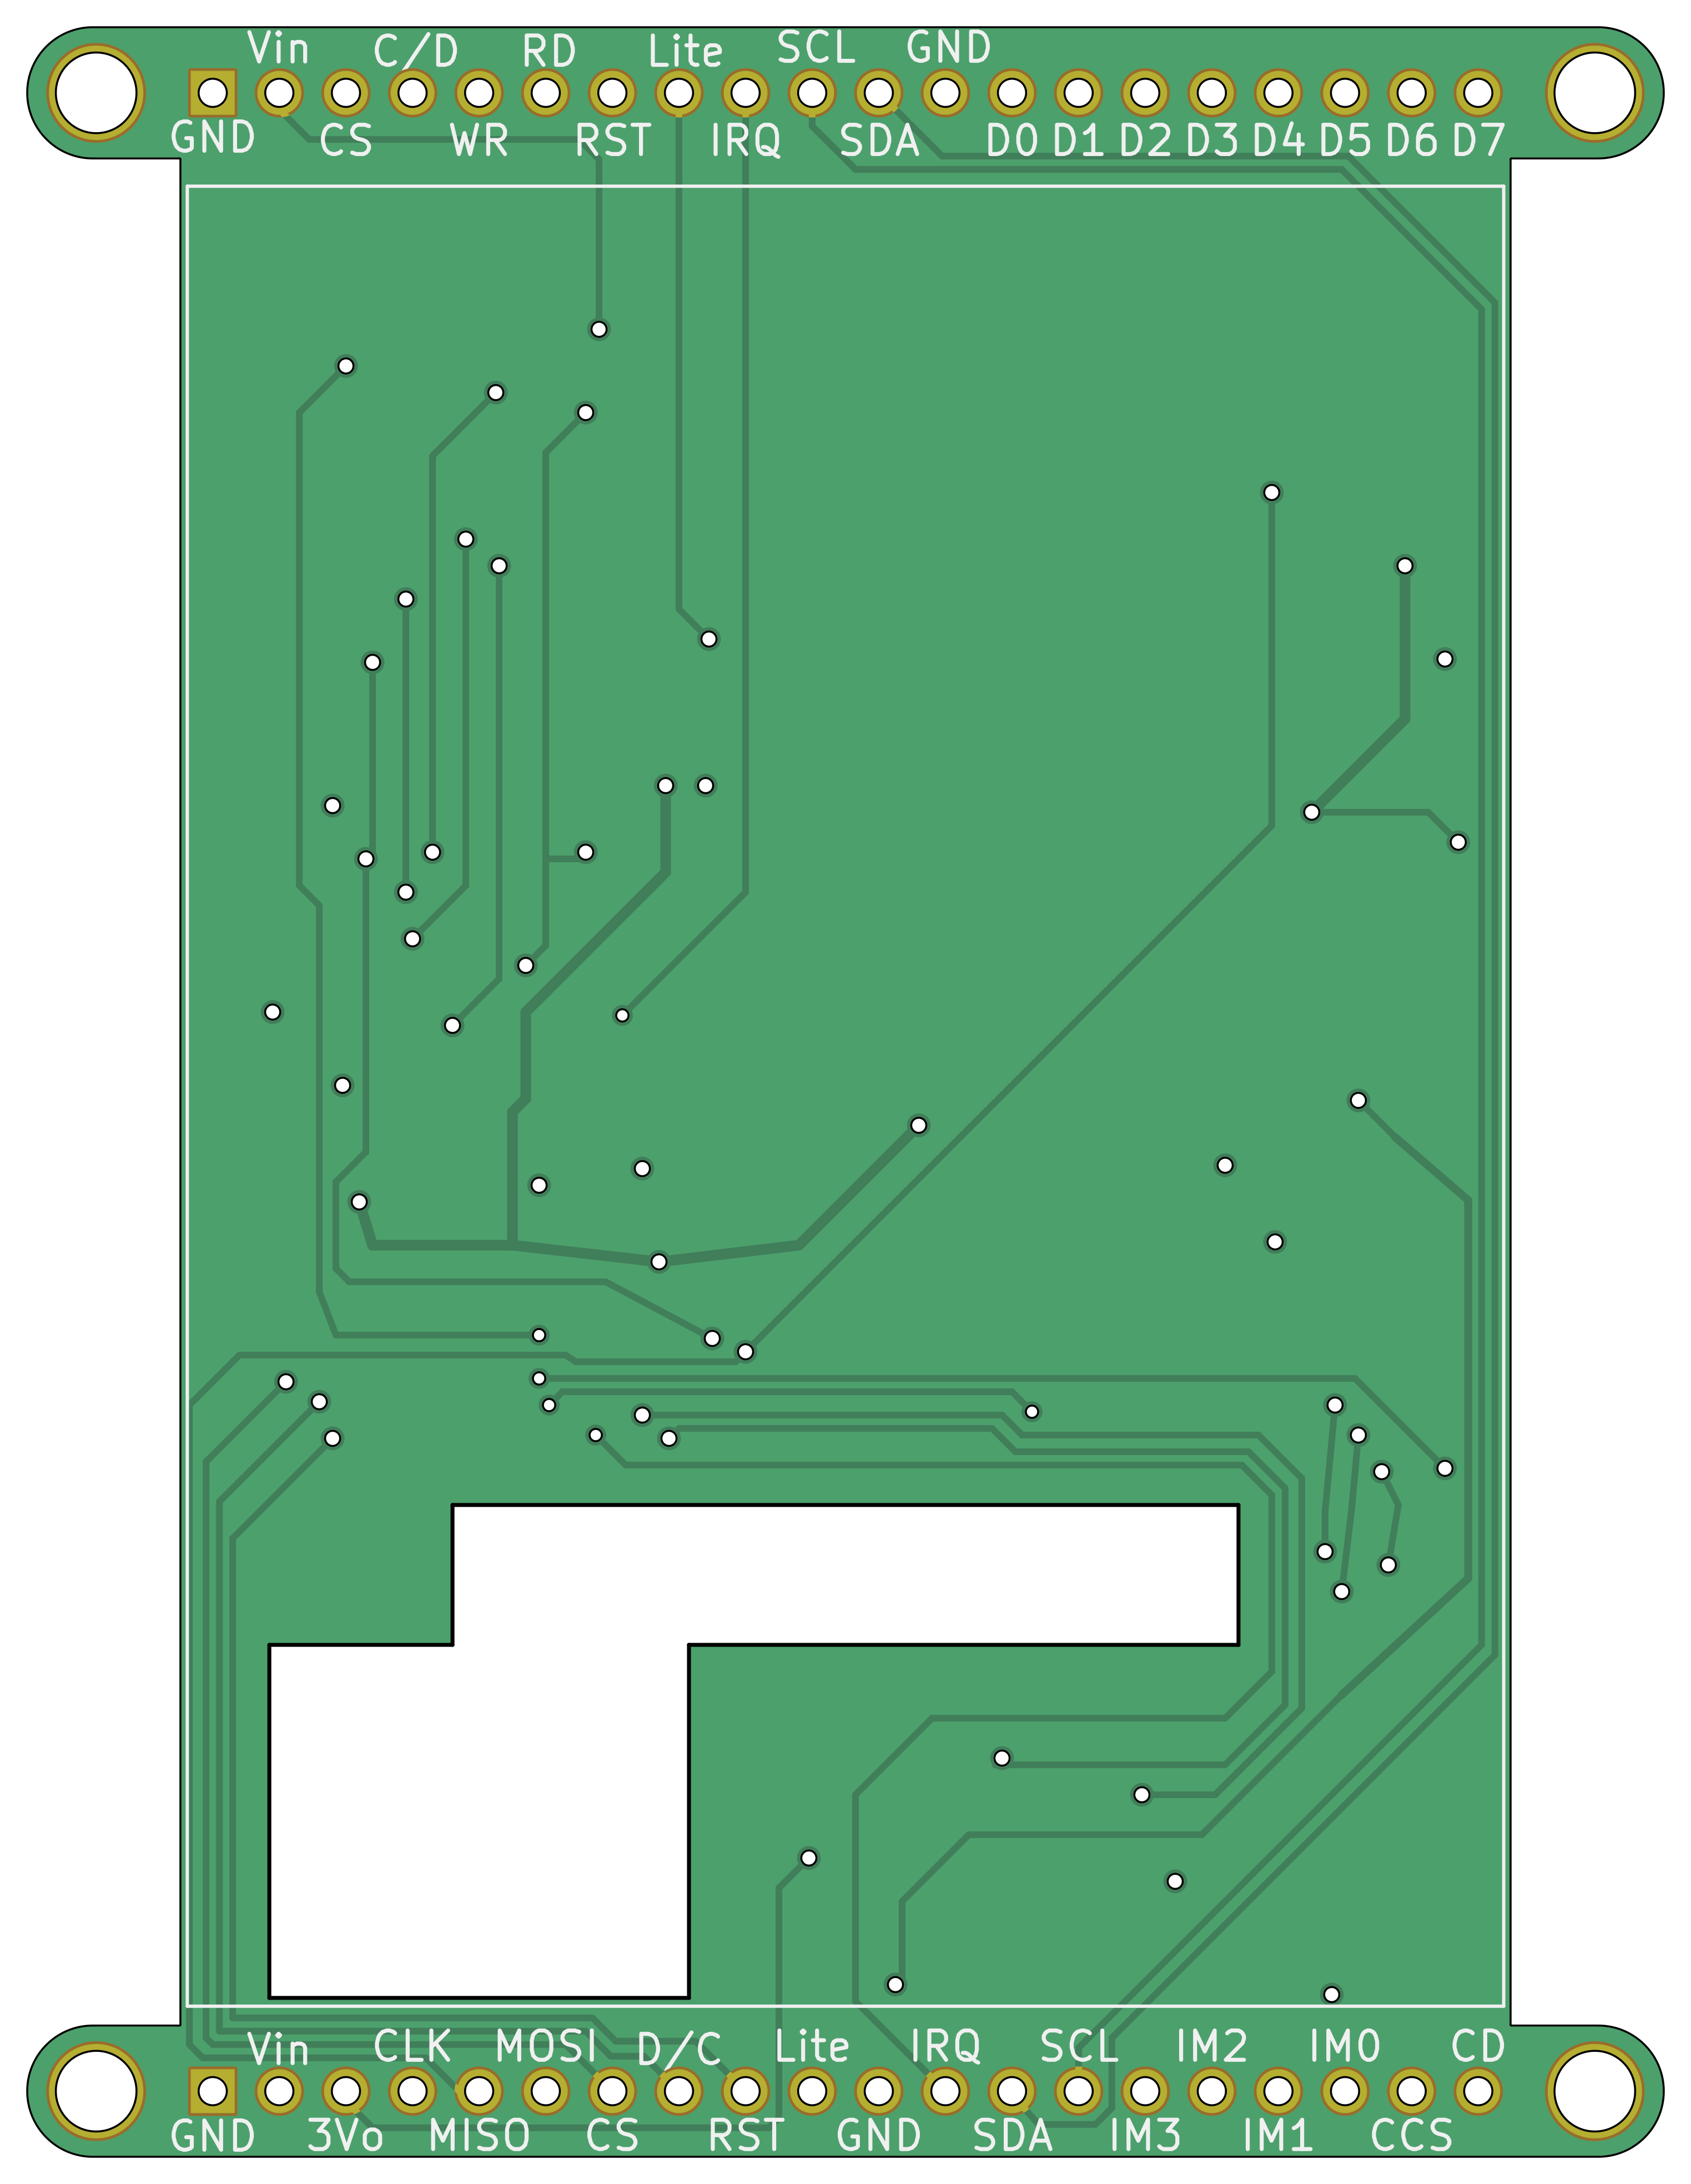 Vin C/D RD Lite SCL GND
GND CS WR RST IRQ SDA D0 D1 D2 D3 D4 D5 D6 D7
Vin CLK MOSI D/C Lite IRQ SCL IM2 IM0 CD
GND 3Vo MISO CS RST GND SDA IM3 IM1 CCS